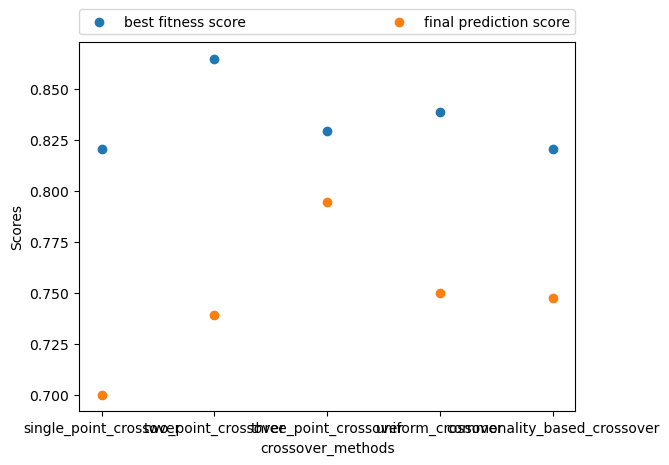 best fitness score final prediction score
0.850
0.825
0.800
0.775
0.750
0.725
0.700
Scores
single_point_crossover two_point_crossover three_point_crossover uniform_crossover commonality_based_crossover
crossover_methods